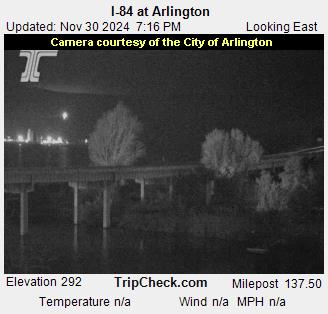 I-84 at Arlington
Updated: Nov 30 2024 7:16 PM Looking East
Camera courtesy of the City of Arlington
Elevation 292 TripCheck.com Milepost 137.50
Temperature n/a Wind n/a MPH n/a